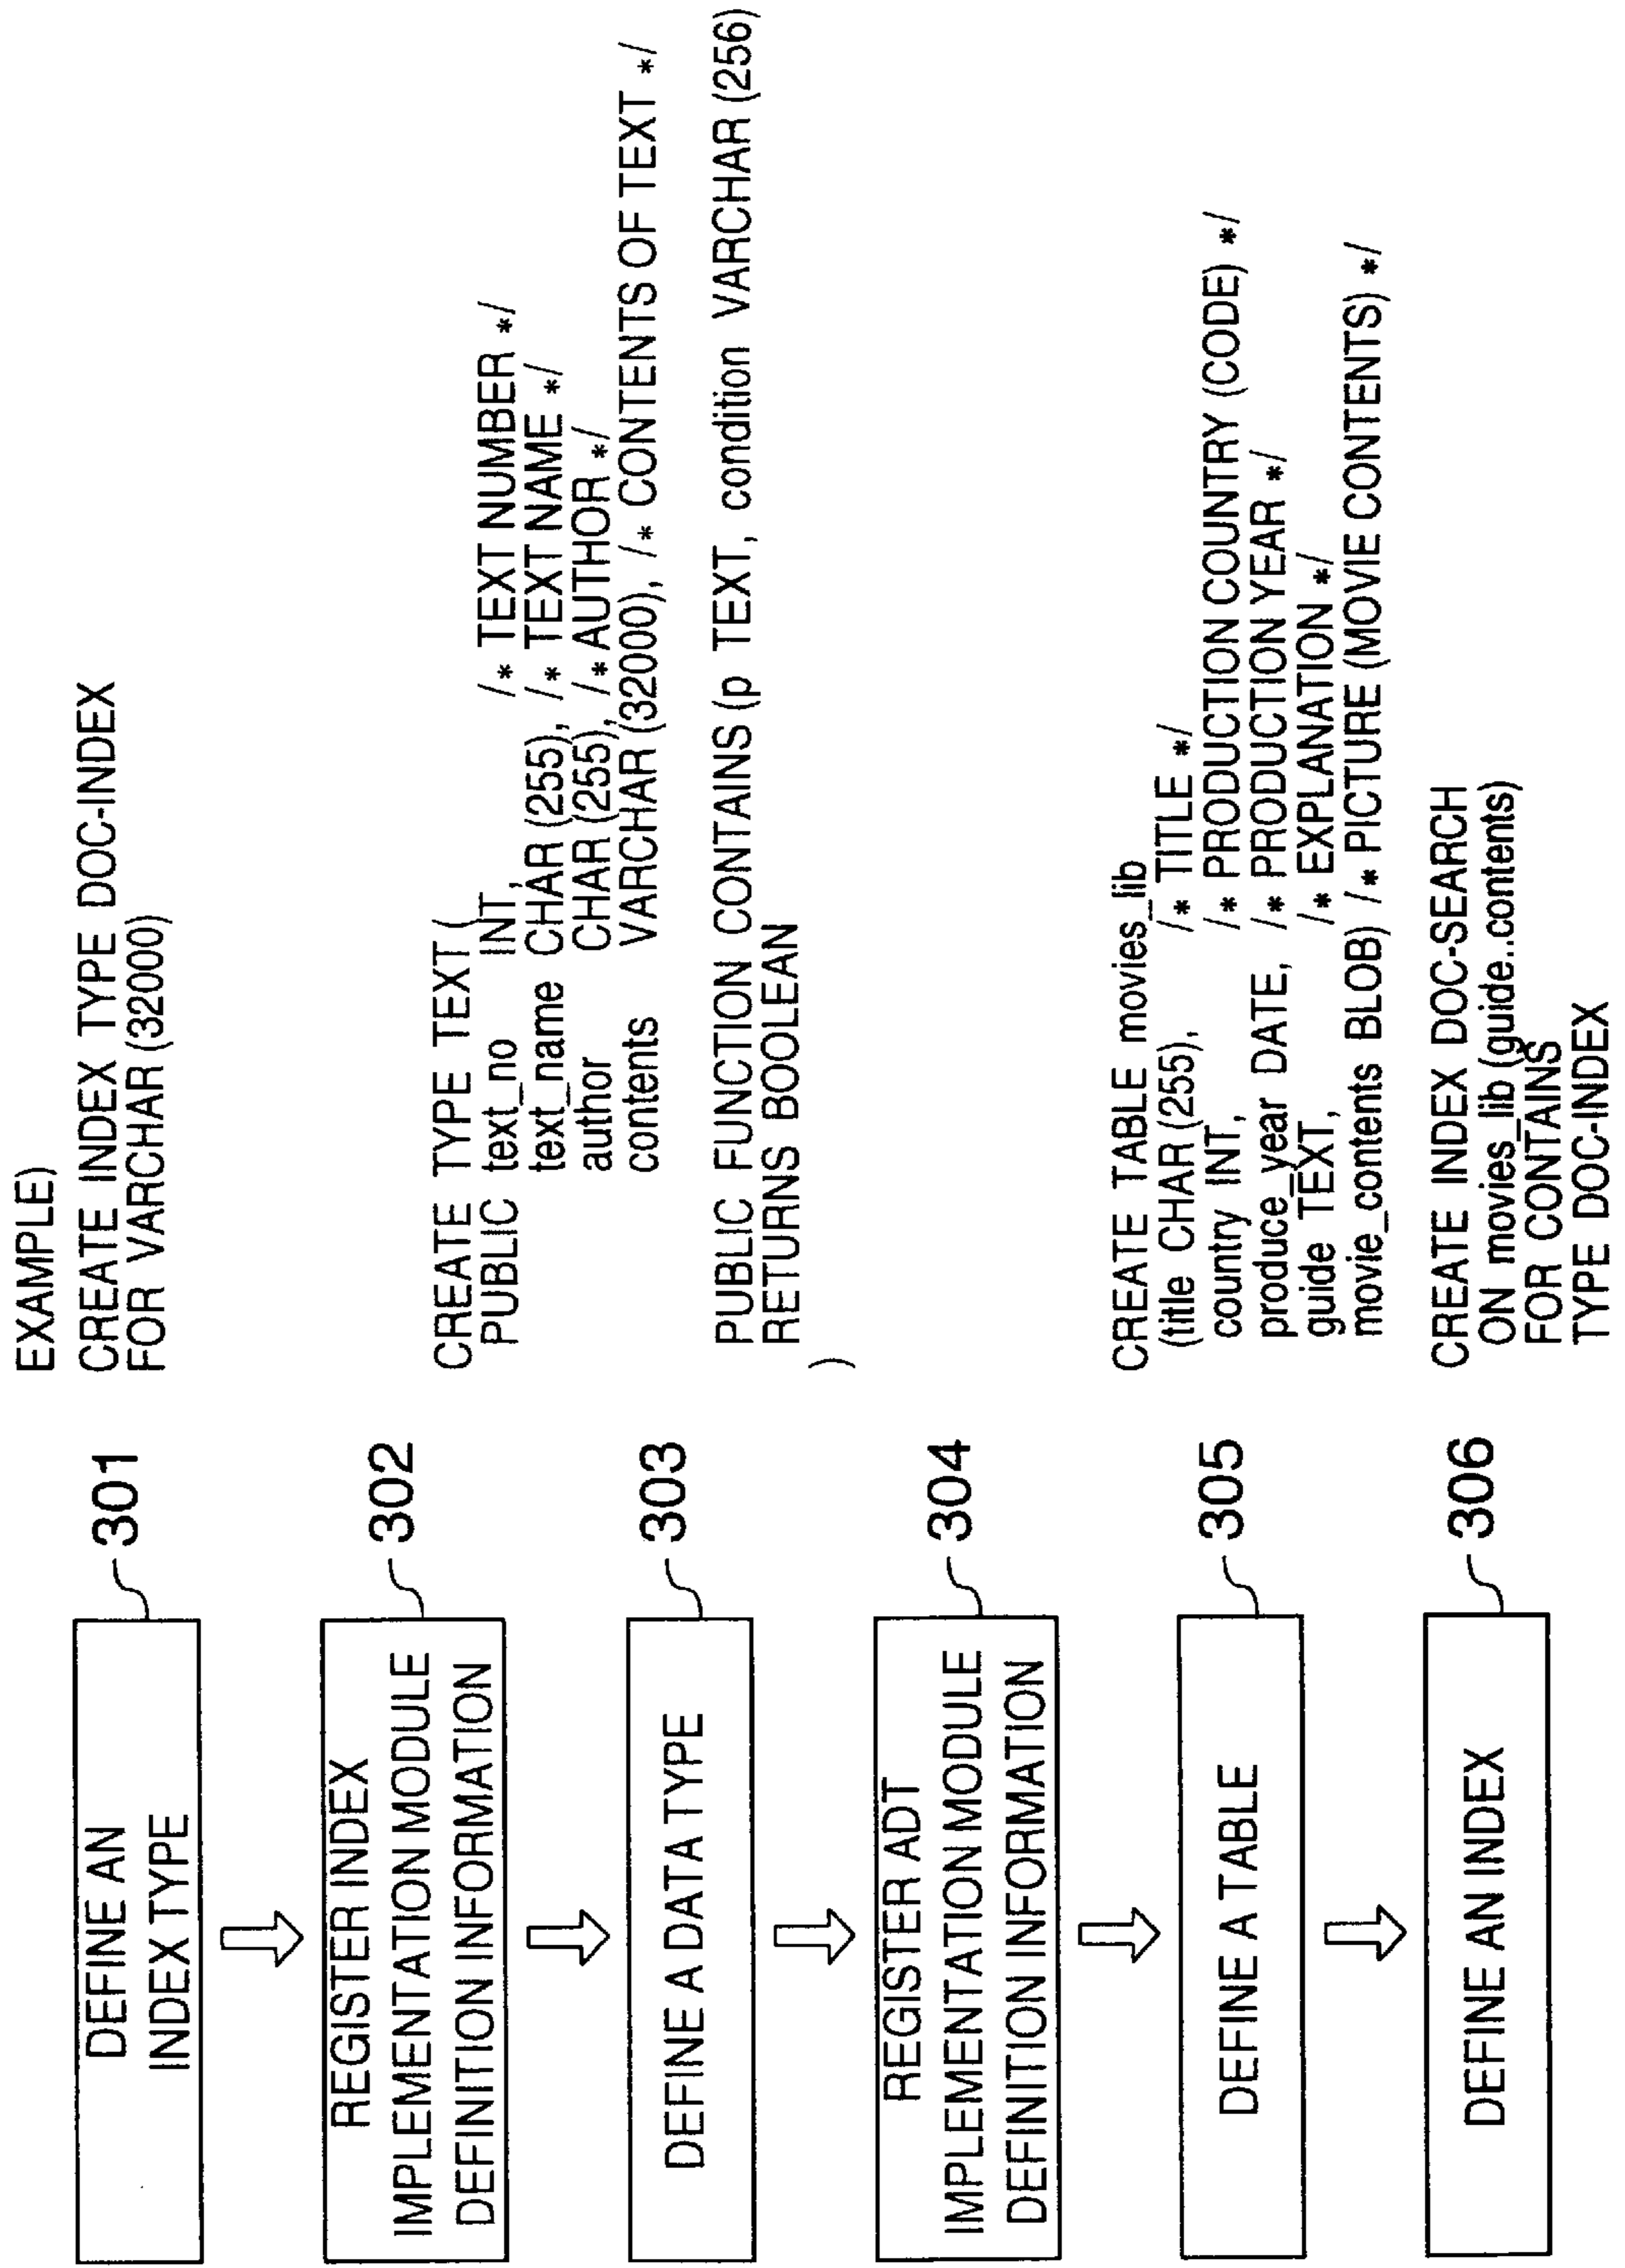 EXAMPLE)
DEFINE AN
INDEX TYPE
301
CREATE INDEX TYPE DOC-INDEX
FOR VARCHAR (32000)
REGISTER INDEX
IMPLEMENTATION MODULE
DEFINITION INFORMATION
302
DEFINE A DATA TYPE
303
CREATE TYPE TEXT (
PUBLIC text_no INT, /* TEXT NUMBER */
text_name CHAR (255), /* TEXT NAME */
author CHAR (255), /* AUTHOR */
contents VARCHAR (32000), /* CONTENTS OF TEXT */
PUBLIC FUNCTION CONTAINS (p TEXT, condition VARCHAR (256)
RETURNS BOOLEAN
)
REGISTER ADT
IMPLEMENTATION MODULE
DEFINITION INFORMATION
304
DEFINE A TABLE
305
CREATE TABLE movies_lib
(title CHAR (255), /* TITLE */
country INT, /* PRODUCTION COUNTRY (CODE) */
produce_year DATE, /* PRODUCTION YEAR */
guide TEXT, /* EXPLANATION */
movie_contents BLOB) /* PICTURE (MOVIE CONTENTS) */
DEFINE AN INDEX
306
CREATE INDEX DOC-SEARCH
ON movies_lib (guide..contents)
FOR CONTAINS
TYPE DOC-INDEX